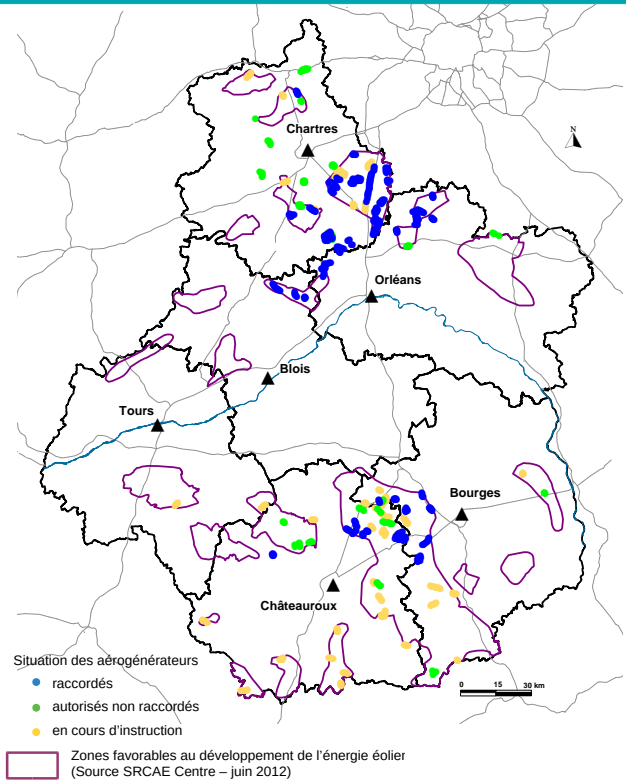 N
Chartres
Orléans
Blois
Tours
Bourges
Châteauroux
Situation des aérogénérateurs
raccordés
autorisés non raccordés
en cours d'instruction
0 15 30 km
Zones favorables au développement de l'énergie éolier
(Source SRCAE Centre – juin 2012)